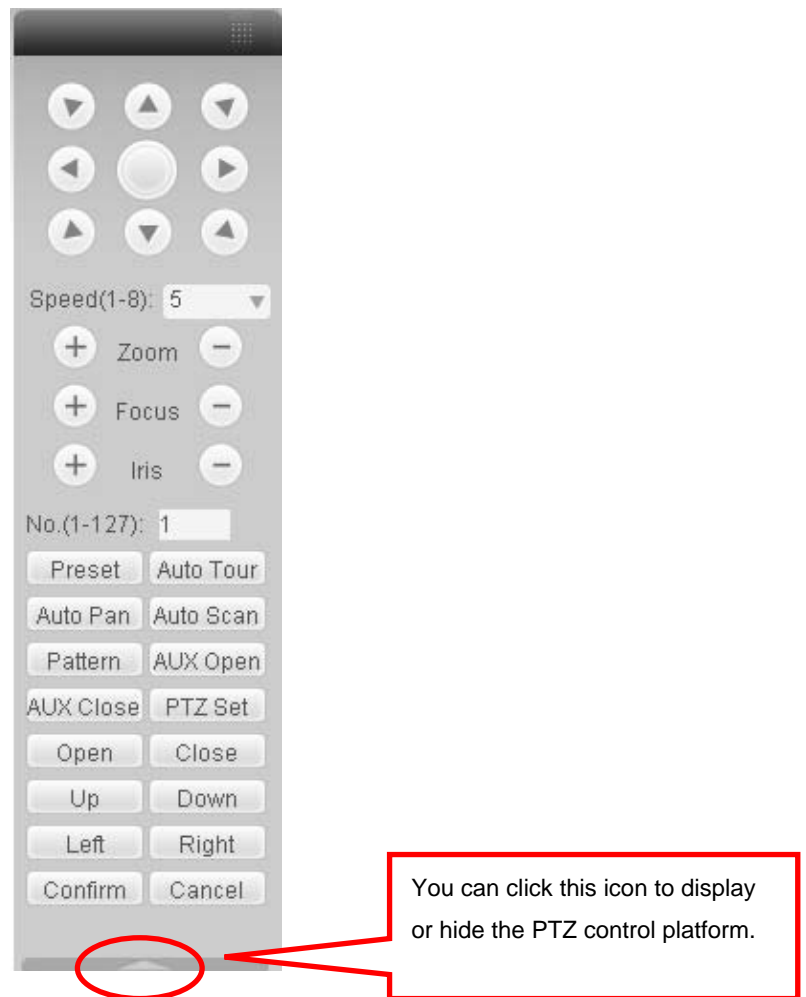 Speed(1-8): 5
+ Zoom −
+ Focus −
+ Iris −
No.(1-127): 1
Preset Auto Tour
Auto Pan Auto Scan
Pattern AUX Open
AUX Close PTZ Set
Open Close
Up Down
Left Right
Confirm Cancel
You can click this icon to display
or hide the PTZ control platform.